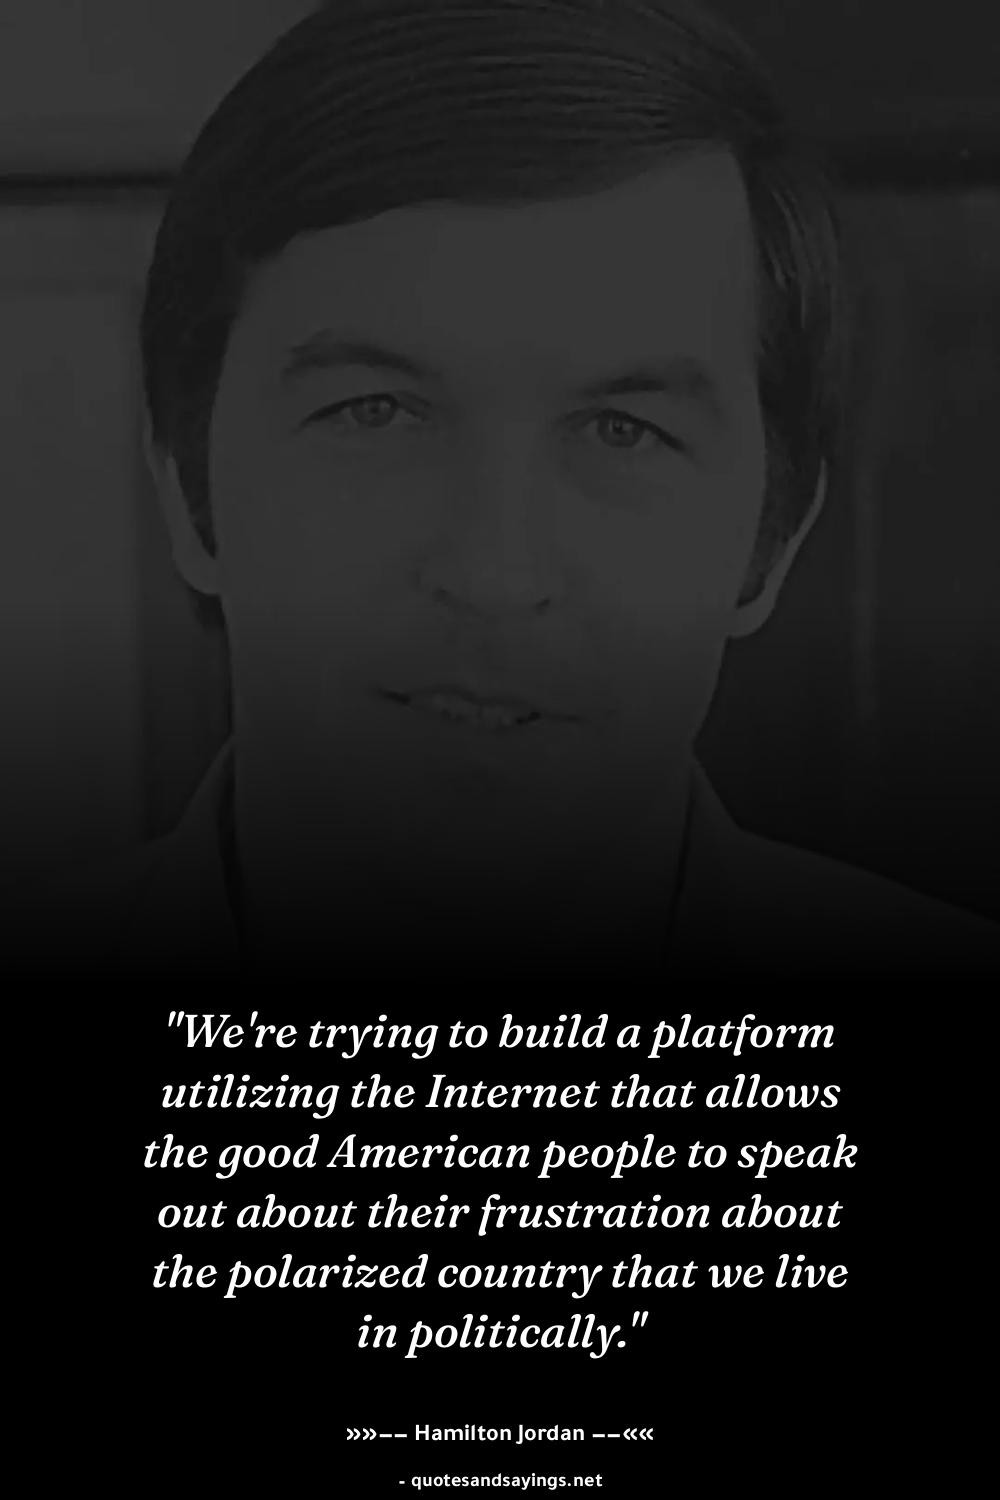 "We're trying to build a platform
utilizing the Internet that allows
the good American people to speak
out about their frustration about
the polarized country that we live
in politically."
»»−− Hamilton Jordan −−««
- quotesandsayings.net